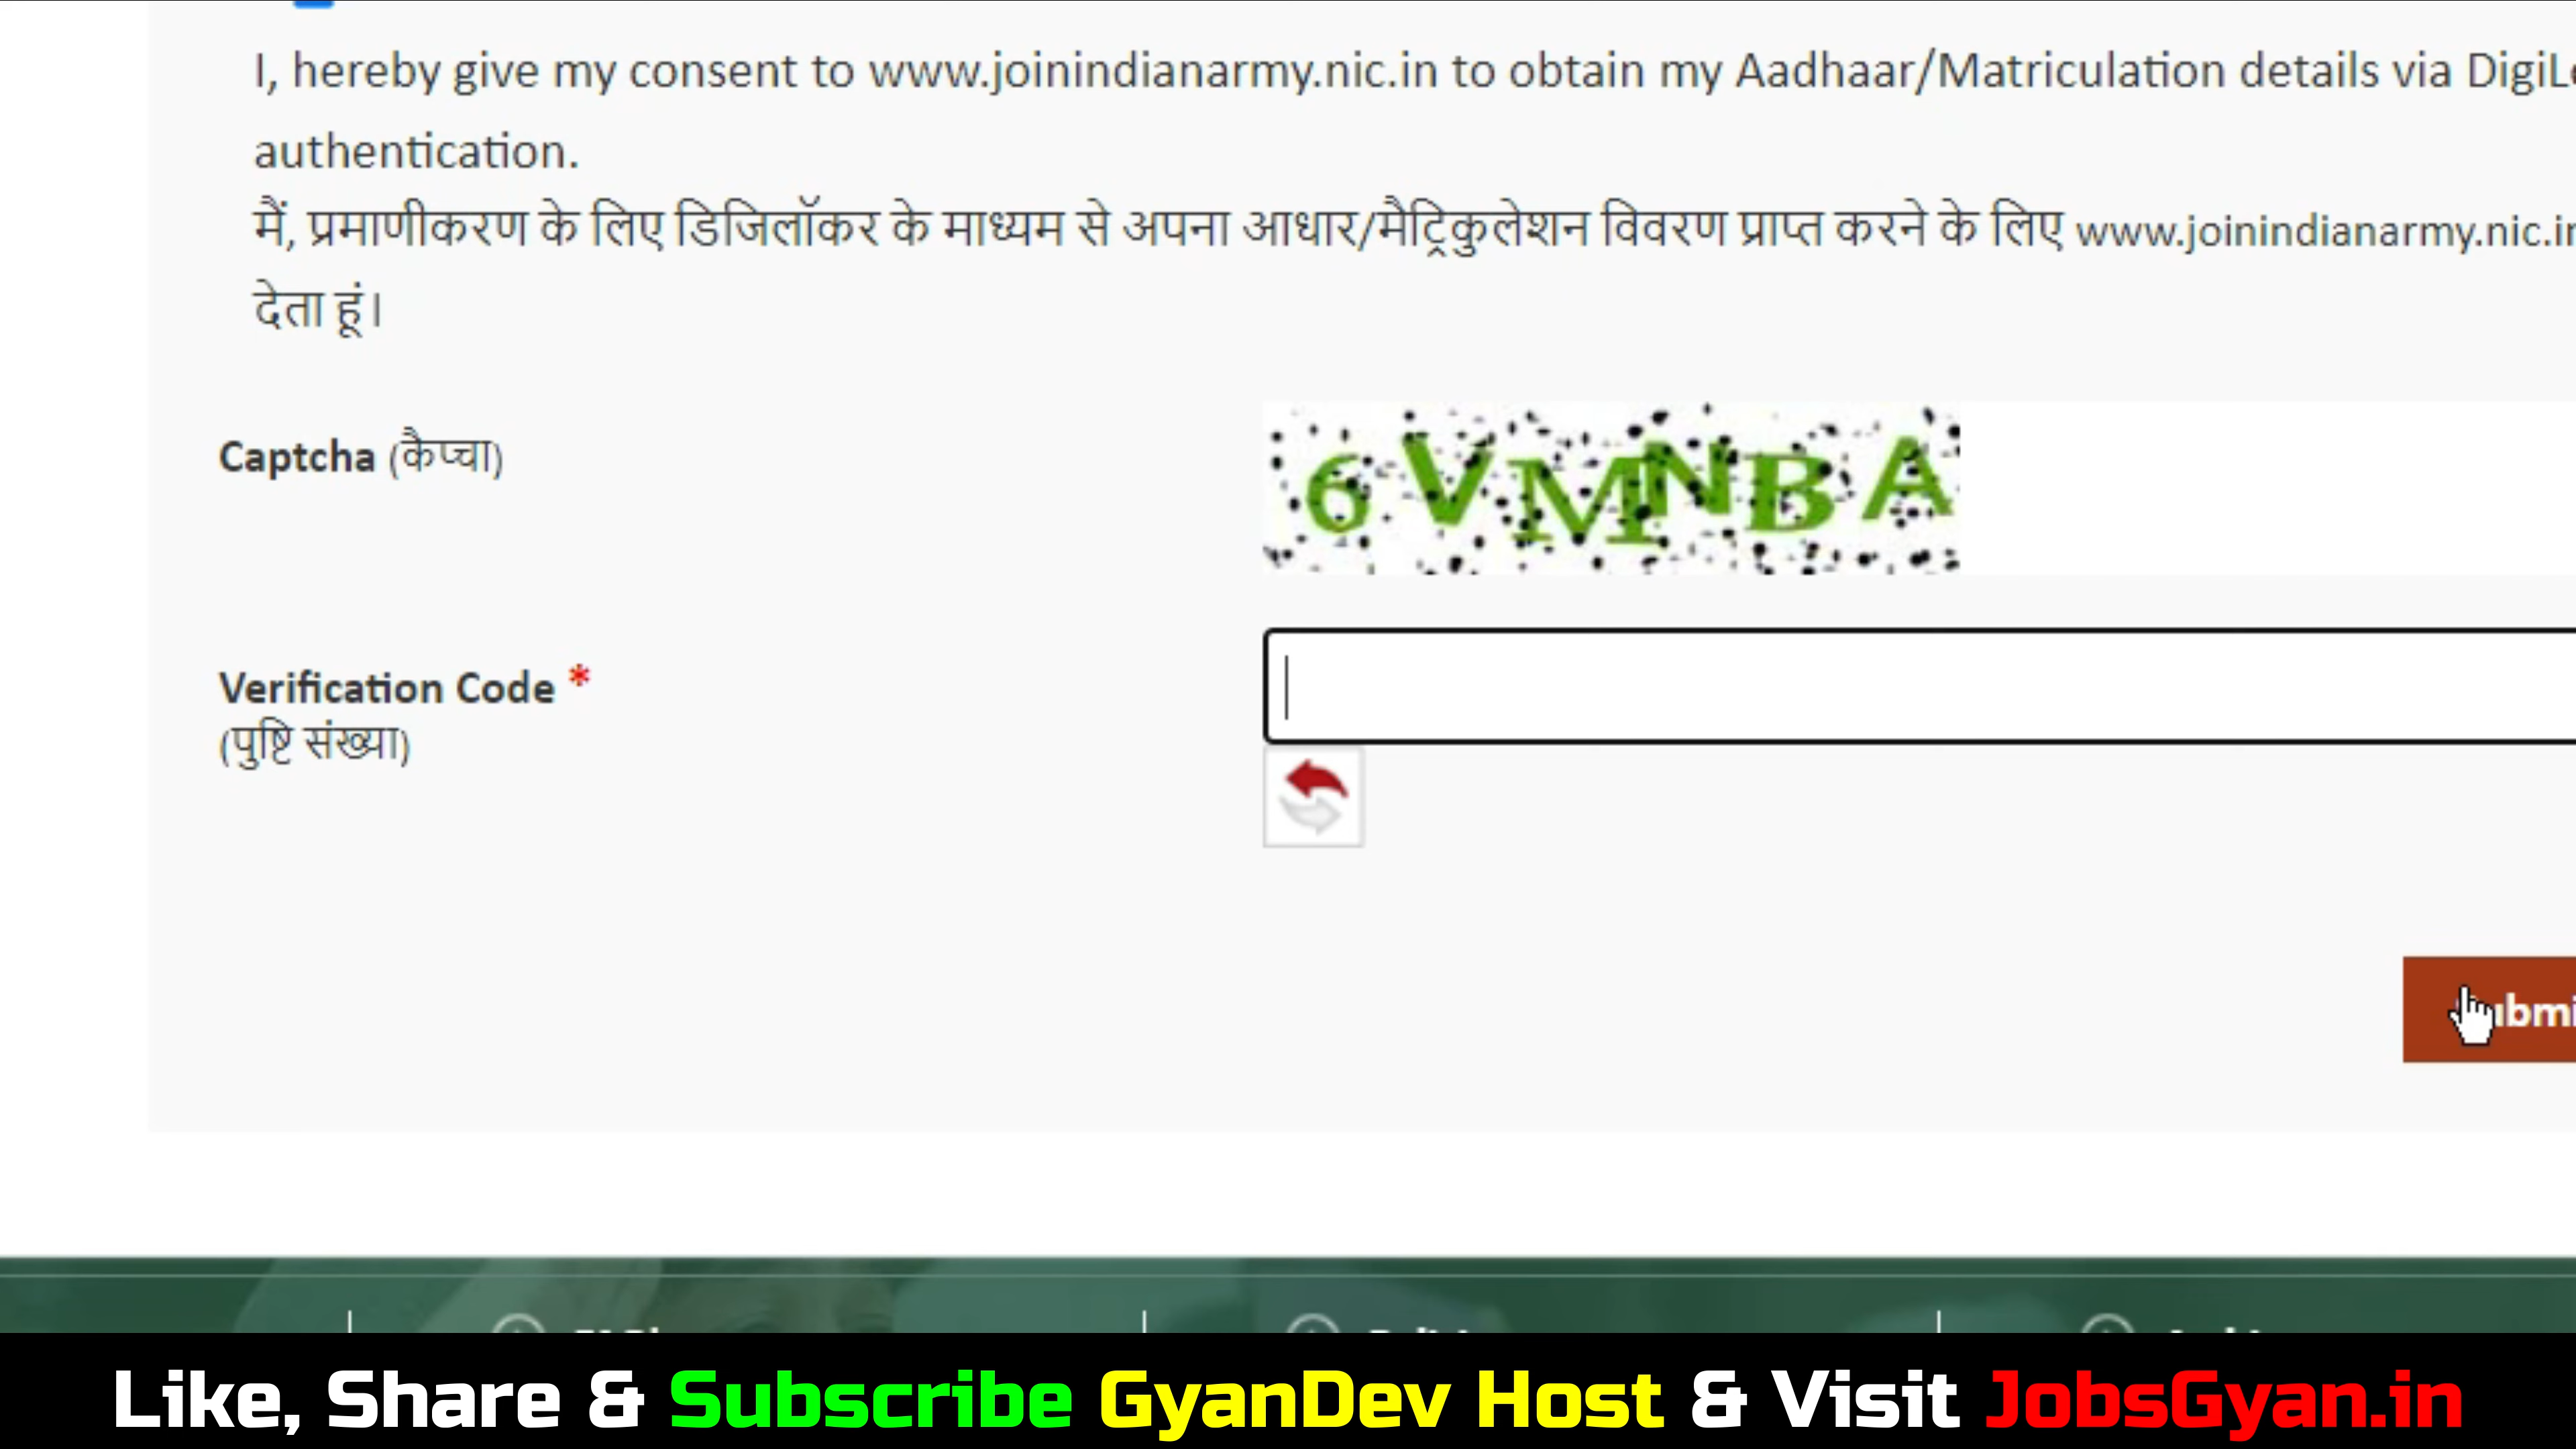 I, hereby give my consent to www.joinindianarmy.nic.in to obtain my Aadhaar/Matriculation details via
authentication.
मैं, प्रमाणीकरण के लिए डिजिलॉकर के माध्यम से अपना आधार/मैट्रिकुलेशन विवरण प्राप्त करने के लिए www.joinindianarmy.nic.in
देता हूं।
Captcha (कैप्चा)
6VMNBA
Verification Code *
(पुष्टि संख्या)
Like, Share & Subscribe GyanDev Host & Visit JobsGyan.in